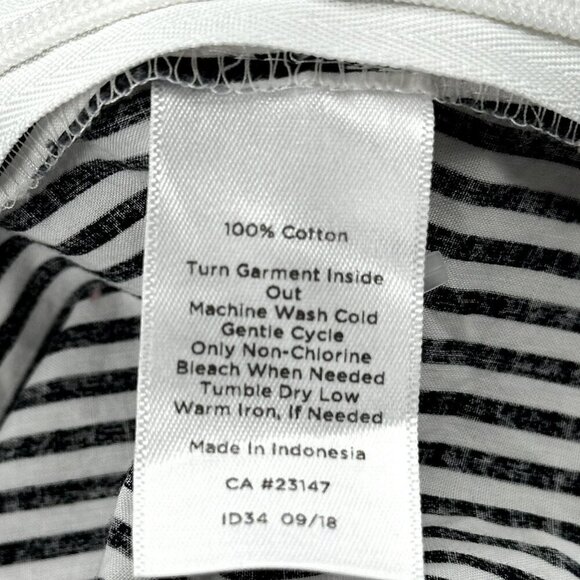 100% Cotton
Turn Garment Inside
Out
Machine Wash Cold
Gentle Cycle
Only Non-Chlorine
Bleach When Needed
Tumble Dry Low
Warm Iron, If Needed
Made In Indonesia
CA #23147
ID34 09/18